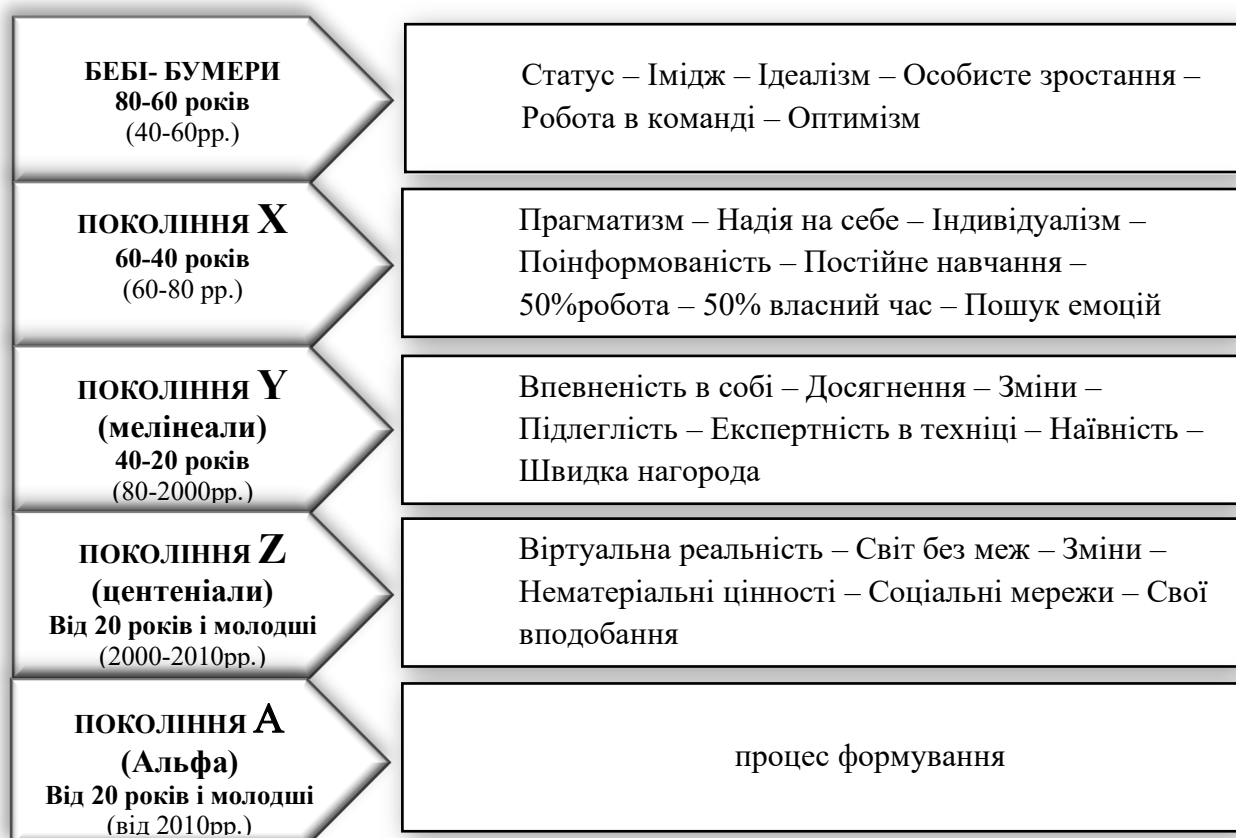 БЕБІ- БУМЕРИ
80-60 років
(40-60рр.)
Статус – Імідж – Ідеалізм – Особисте зростання –
Робота в команді – Оптимізм
ПОКОЛІННЯ X
60-40 років
(60-80 рр.)
Прагматизм – Надія на себе – Індивідуалізм –
Поінформованість – Постійне навчання –
50%робота – 50% власний час – Пошук емоцій
ПОКОЛІННЯ Y
(мелінеали)
40-20 років
(80-2000рр.)
Впевненість в собі – Досягнення – Зміни –
Підлеглість – Експертність в техніці – Наївність –
Швидка нагорода
ПОКОЛІННЯ Z
(центеніали)
Від 20 років і молодші
(2000-2010рр.)
Віртуальна реальність – Світ без меж – Зміни –
Нематеріальні цінності – Соціальні мережи – Свої
вподобання
ПОКОЛІННЯ А
(Альфа)
Від 20 років і молодші
(від 2010рр.)
процес формування